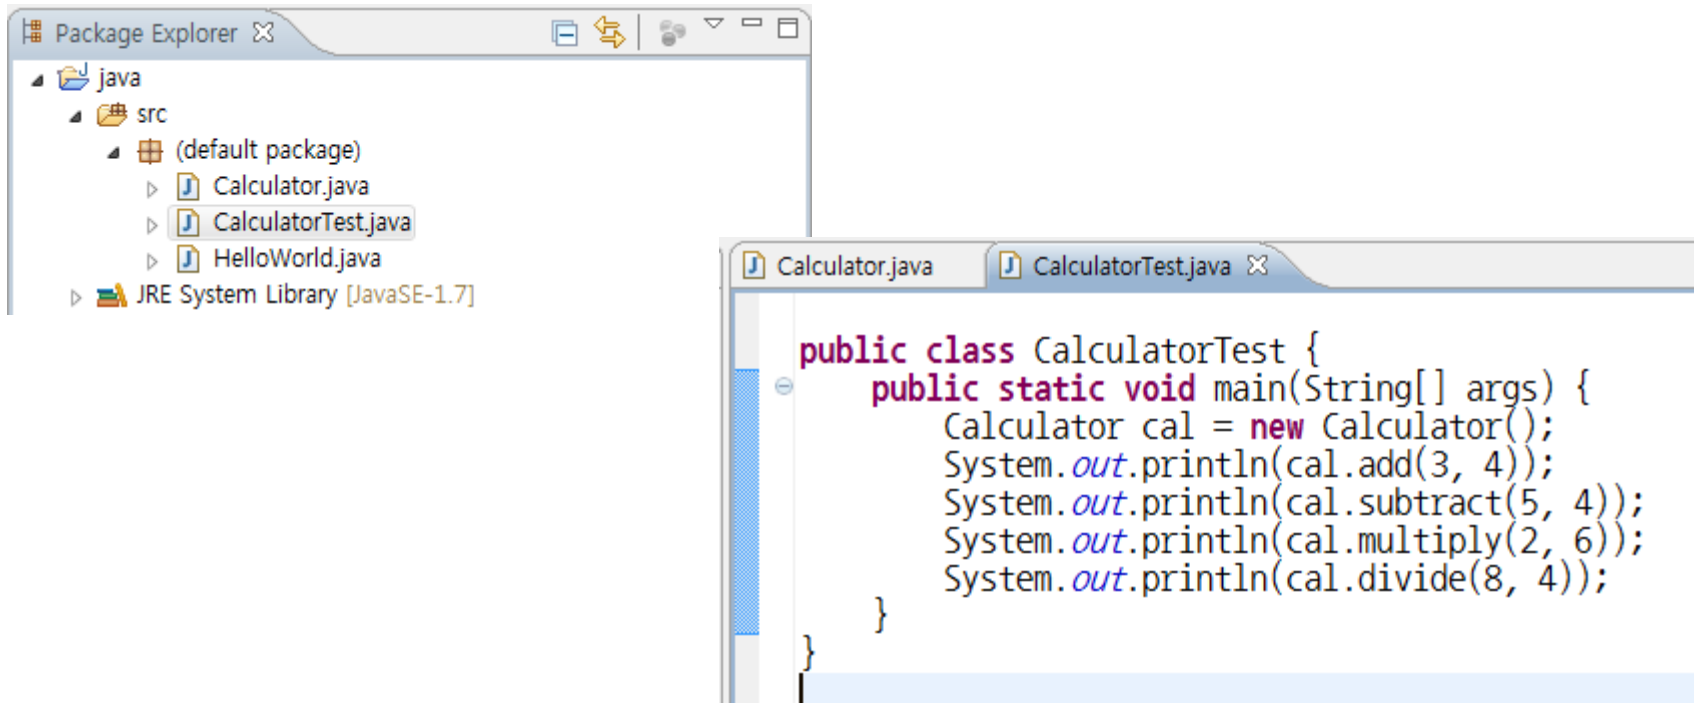 Package Explorer
java
src
(default package)
Calculator.java
CalculatorTest.java
HelloWorld.java
JRE System Library [JavaSE-1.7]
Calculator.java CalculatorTest.java
public class CalculatorTest {
public static void main(String[] args) {
Calculator cal = new Calculator();
System.out.println(cal.add(3, 4));
System.out.println(cal.subtract(5, 4));
System.out.println(cal.multiply(2, 6));
System.out.println(cal.divide(8, 4));
}
}